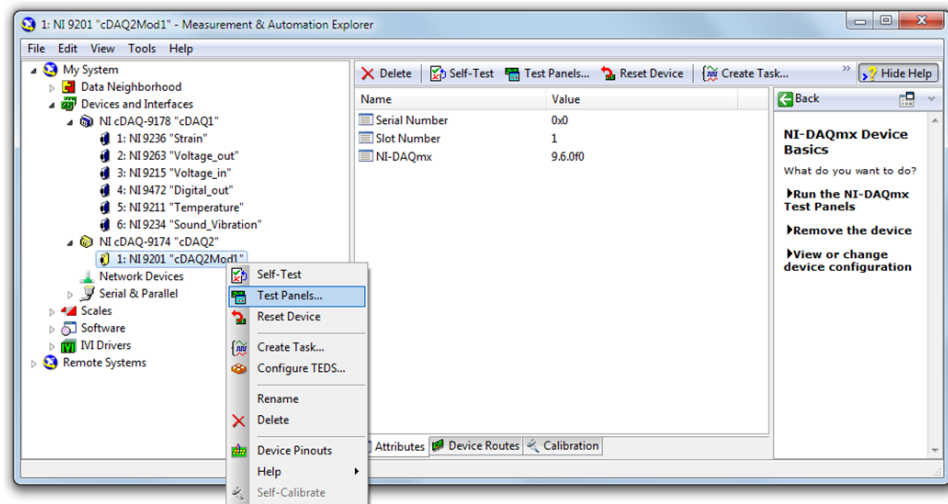 1: NI 9201 "cDAQ2Mod1" - Measurement & Automation Explorer
File Edit View Tools Help
My System
Data Neighborhood
Devices and Interfaces
NI cDAQ-9178 "cDAQ1"
1: NI 9236 "Strain"
2: NI 9263 "Voltage_out"
3: NI 9215 "Voltage_in"
4: NI 9472 "Digital_out"
5: NI 9211 "Temperature"
6: NI 9234 "Sound_Vibration"
NI cDAQ-9174 "cDAQ2"
1: NI 9201 "cDAQ2Mod1"
Network Devices
Serial & Parallel
Scales
Software
IVI Drivers
Remote Systems
Self-Test
Test Panels...
Reset Device
Create Task...
Configure TEDS...
Rename
Delete
Device Pinouts
Help
Self-Calibrate
Delete Self-Test Test Panels... Reset Device Create Task... » Hide Help
Name Value
Serial Number 0x0
Slot Number 1
NI-DAQmx 9.6.0f0
Attributes Device Routes Calibration
Back
NI-DAQmx Device
Basics
What do you want to do?
Run the NI-DAQmx
Test Panels
Remove the device
View or change
device configuration